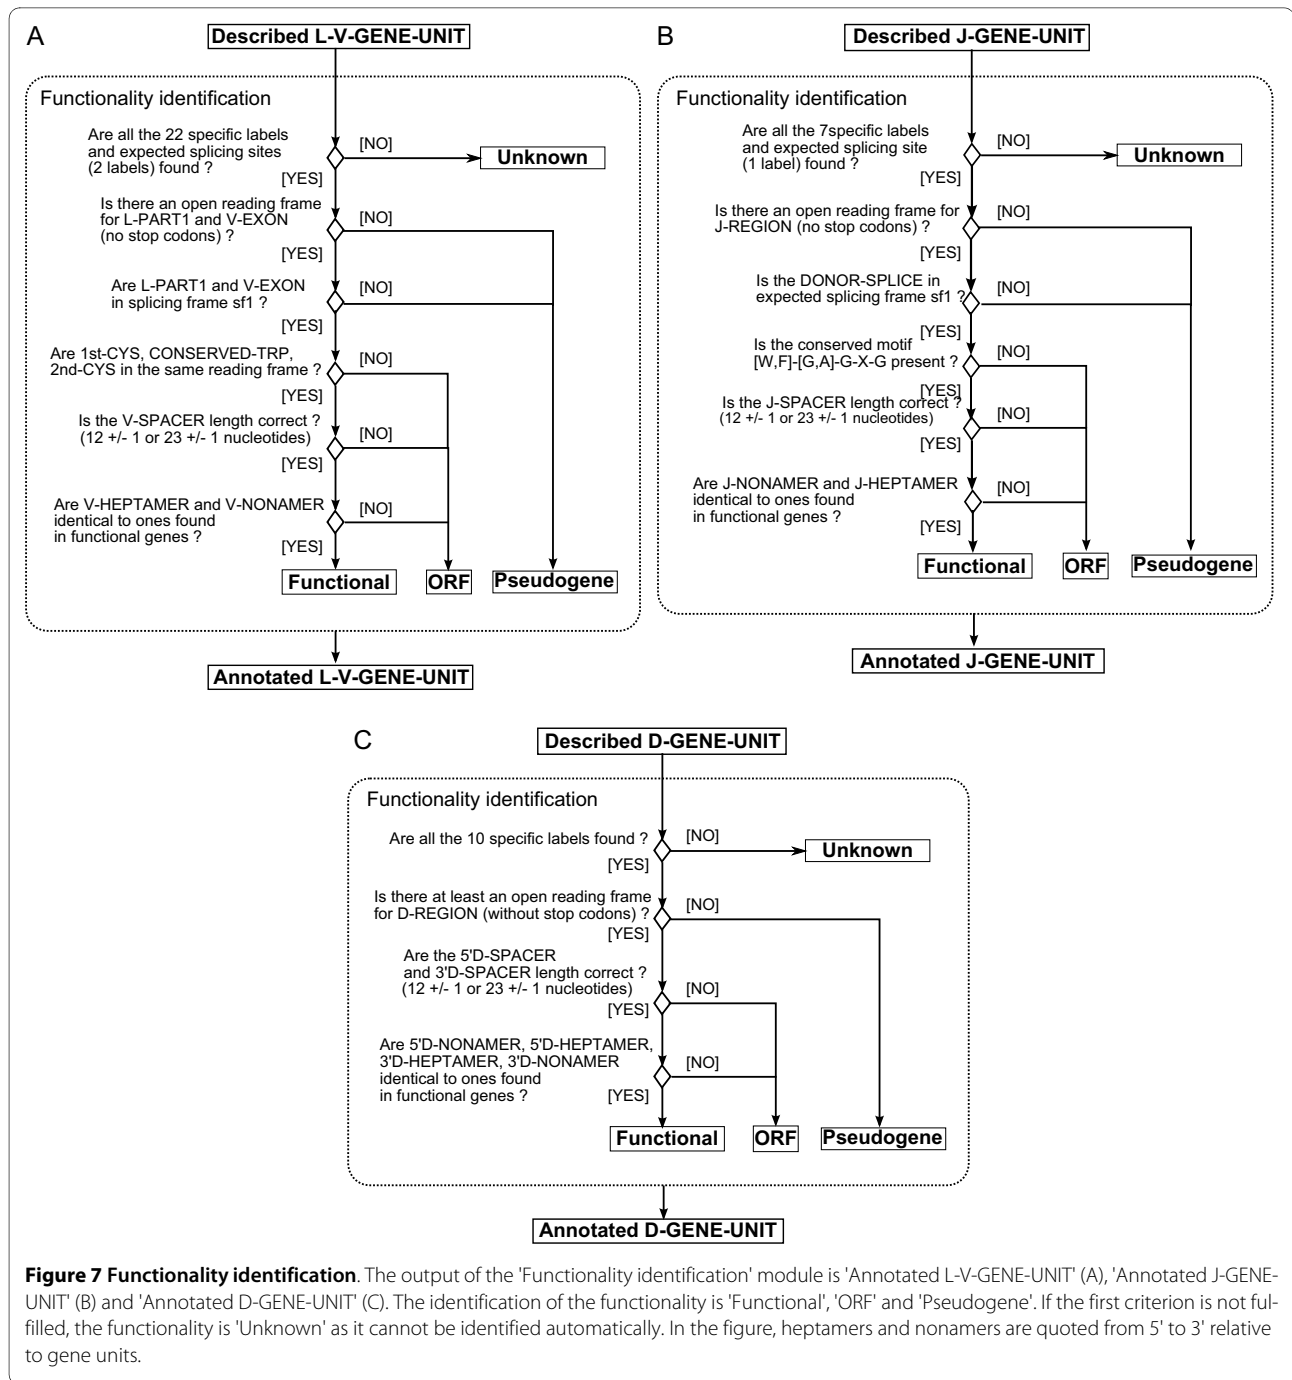 A
Described L-V-GENE-UNIT
Functionality identification
Are all the 22 specific labels
and expected splicing sites
(2 labels) found ?
[NO]
Unknown
[YES]
Is there an open reading frame
for L-PART1 and V-EXON
(no stop codons) ?
[NO]
[YES]
Are L-PART1 and V-EXON
in splicing frame sf1 ?
[NO]
[YES]
Are 1st-CYS, CONSERVED-TRP,
2nd-CYS in the same reading frame ?
[NO]
[YES]
Is the V-SPACER length correct ?
(12 +/- 1 or 23 +/- 1 nucleotides)
[NO]
[YES]
Are V-HEPTAMER and V-NONAMER
identical to ones found
in functional genes ?
[NO]
[YES]
Functional
ORF
Pseudogene
Annotated L-V-GENE-UNIT
B
Described J-GENE-UNIT
Functionality identification
Are all the 7specific labels
and expected splicing site
(1 label) found ?
[NO]
Unknown
[YES]
Is there an open reading frame for
J-REGION (no stop codons) ?
[NO]
[YES]
Is the DONOR-SPLICE in
expected splicing frame sf1 ?
[NO]
[YES]
Is the conserved motif
[W,F]-[G,A]-G-X-G present ?
[NO]
[YES]
Is the J-SPACER length correct ?
(12 +/- 1 or 23 +/- 1 nucleotides)
[NO]
[YES]
Are J-NONAMER and J-HEPTAMER
identical to ones found
in functional genes ?
[NO]
[YES]
Functional
ORF
Pseudogene
Annotated J-GENE-UNIT
C
Described D-GENE-UNIT
Functionality identification
Are all the 10 specific labels found ?
[NO]
Unknown
[YES]
Is there at least an open reading frame
for D-REGION (without stop codons) ?
[NO]
[YES]
Are the 5'D-SPACER
and 3'D-SPACER length correct ?
(12 +/- 1 or 23 +/- 1 nucleotides)
[NO]
[YES]
Are 5'D-NONAMER, 5'D-HEPTAMER,
3'D-HEPTAMER, 3'D-NONAMER
identical to ones found
in functional genes ?
[NO]
[YES]
Functional
ORF
Pseudogene
Annotated D-GENE-UNIT
Figure 7 Functionality identification. The output of the 'Functionality identification' module is 'Annotated L-V-GENE-UNIT' (A), 'Annotated J-GENE-
UNIT' (B) and 'Annotated D-GENE-UNIT' (C). The identification of the functionality is 'Functional', 'ORF' and 'Pseudogene'. If the first criterion is not ful-
filled, the functionality is 'Unknown' as it cannot be identified automatically. In the figure, heptamers and nonamers are quoted from 5' to 3' relative
to gene units.